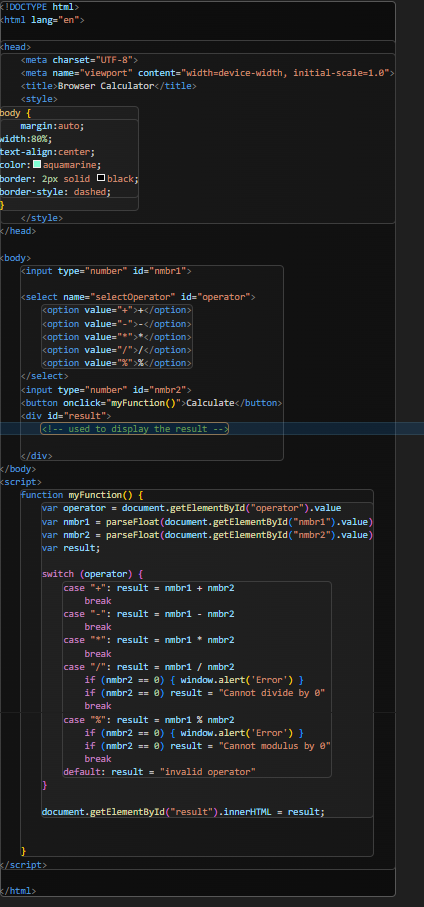 <!DOCTYPE html>
<html lang="en">
<head>
<meta charset="UTF-8">
<meta name="viewport" content="width=device-width, initial-scale=1.0">
<title>Browser Calculator</title>
<style>
body {
margin:auto;
width:80%;
text-align:center;
color:aquamarine;
border: 2px solid black;
border-style: dashed;
}
</style>
</head>
<body>
<input type="number" id="nmbr1">
<select name="selectOperator" id="operator">
<option value="+">+</option>
<option value="-">-</option>
<option value="*">*</option>
<option value="/">/</option>
<option value="%">%</option>
</select>
<input type="number" id="nmbr2">
<button onclick="myFunction()">Calculate</button>
<div id="result">
<!-- used to display the result -->
</div>
</body>
<script>
function myFunction() {
var operator = document.getElementById("operator").value
var nmbr1 = parseFloat(document.getElementById("nmbr1").value)
var nmbr2 = parseFloat(document.getElementById("nmbr2").value)
var result;
switch (operator) {
case "+": result = nmbr1 + nmbr2
break
case "-": result = nmbr1 - nmbr2
break
case "*": result = nmbr1 * nmbr2
break
case "/": result = nmbr1 / nmbr2
if (nmbr2 == 0) { window.alert('Error') }
if (nmbr2 == 0) result = "Cannot divide by 0"
break
case "%": result = nmbr1 % nmbr2
if (nmbr2 == 0) { window.alert('Error') }
if (nmbr2 == 0) result = "Cannot modulus by 0"
break
default: result = "invalid operator"
}
document.getElementById("result").innerHTML = result;
}
</script>
</html>